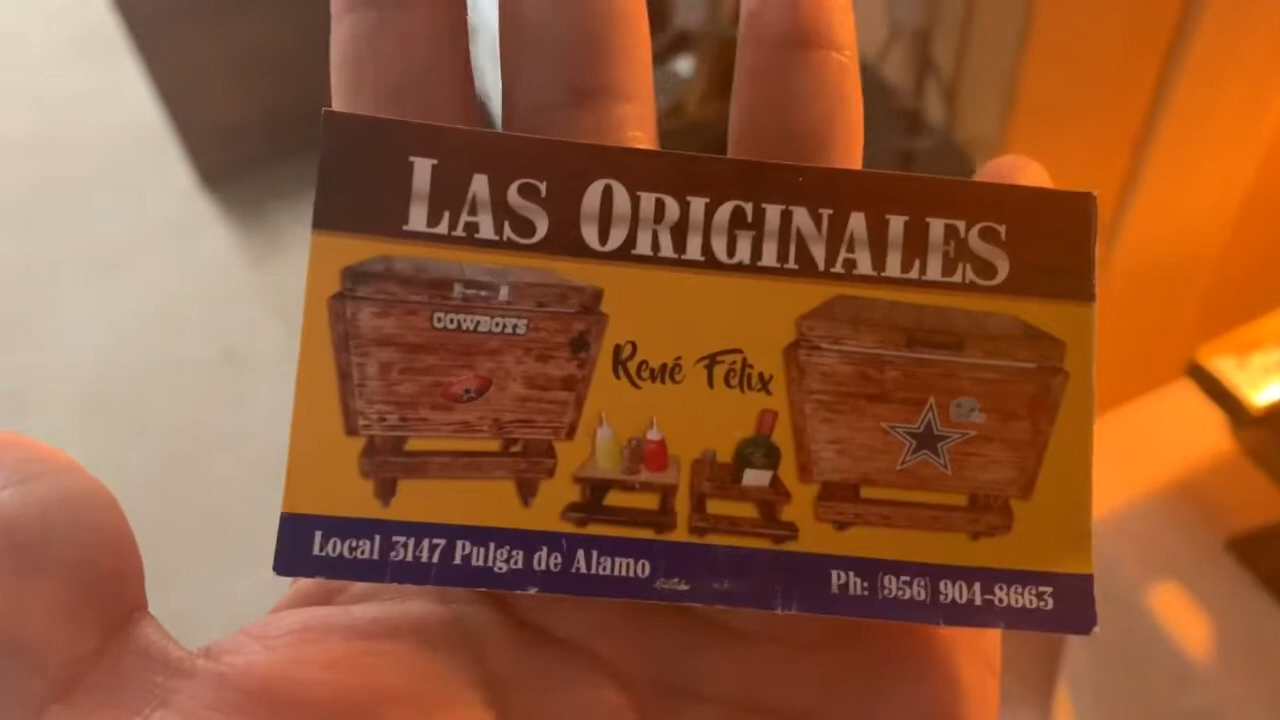 LAS ORIGINALES
COWBOYS
René Félix
Local 3147 Pulga de Alamo
Ph: (956) 904-8663